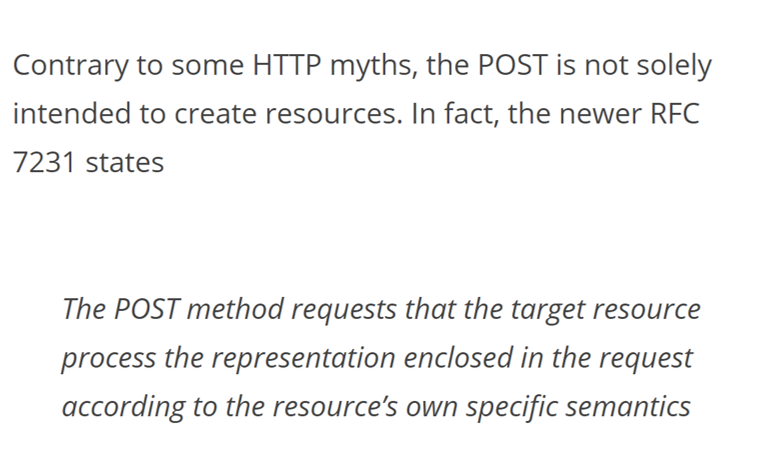 Contrary to some HTTP myths, the POST is not solely
intended to create resources. In fact, the newer RFC
7231 states
The POST method requests that the target resource
process the representation enclosed in the request
according to the resource’s own specific semantics